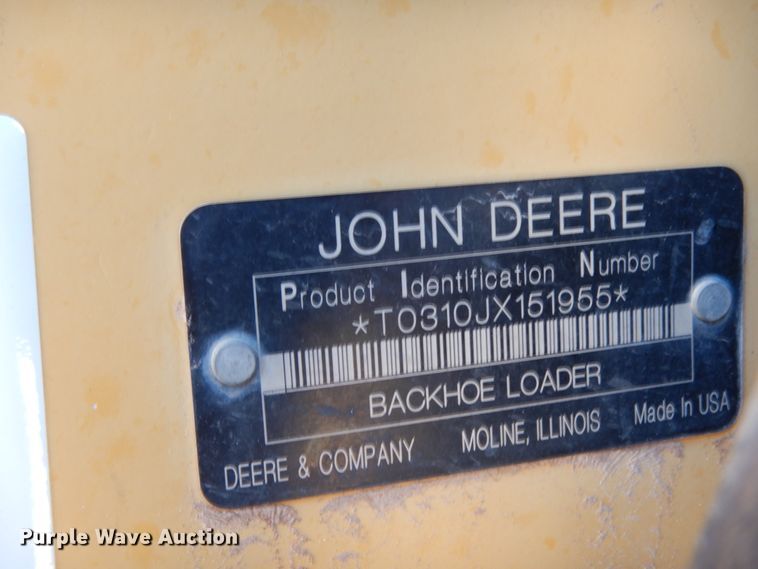 JOHN DEERE
Product Identification Number
*T0310JX151955*
BACKHOE LOADER
DEERE & COMPANY MOLINE, ILLINOIS Made In USA
Purple Wave Auction®